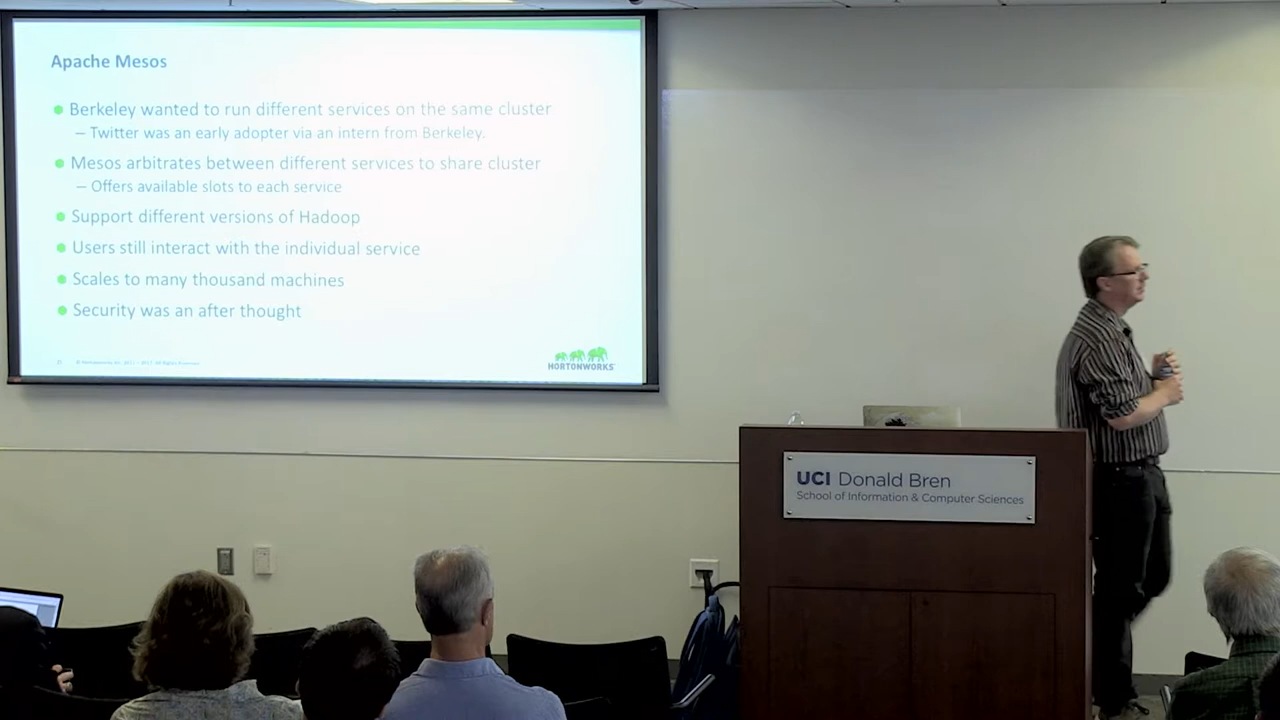 Apache Mesos
Berkeley wanted to run different services on the same cluster
– Twitter was an early adopter via an intern from Berkeley.
Mesos arbitrates between different services to share cluster
– Offers available slots to each service
Support different versions of Hadoop
Users still interact with the individual service
Scales to many thousand machines
Security was an after thought
HORTONWORKS
UCI Donald Bren
School of Information & Computer Sciences